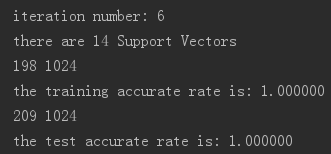 iteration number: 6
there are 14 Support Vectors
198 1024
the training accurate rate is: 1.000000
209 1024
the test accurate rate is: 1.000000